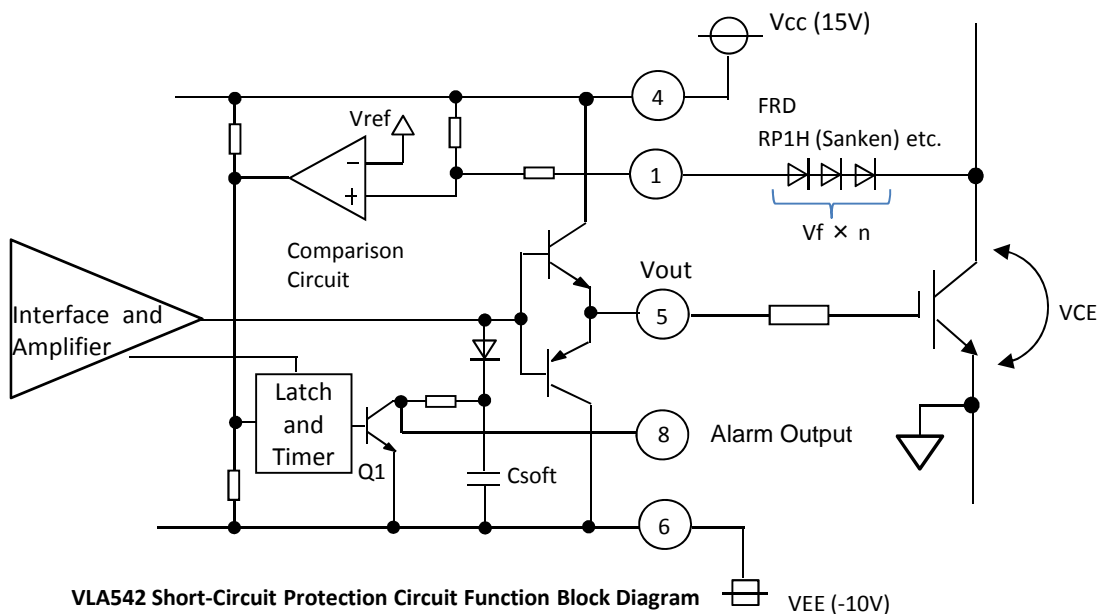 Vcc (15V)
4
FRD
RP1H (Sanken) etc.
Vref
−
+
1
Vf × n
Comparison
Circuit
Vout
5
VCE
Interface and
Amplifier
Latch
and
Timer
Q1
8
Alarm Output
Csoft
6
VLA542 Short-Circuit Protection Circuit Function Block Diagram
VEE (-10V)